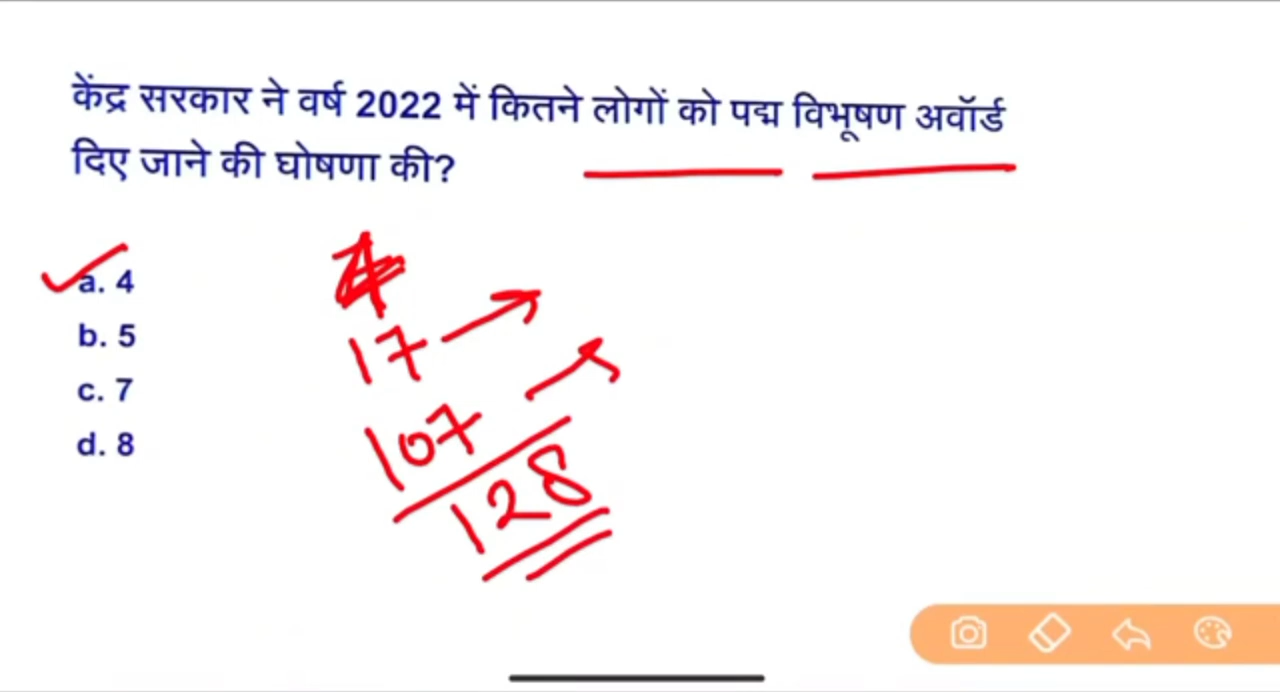 केंद्र सरकार ने वर्ष 2022 में कितने लोगों को पद्म विभूषण अवॉर्ड
दिए जाने की घोषणा की?
a. 4
b. 5
c. 7
d. 8
4
17
107
128